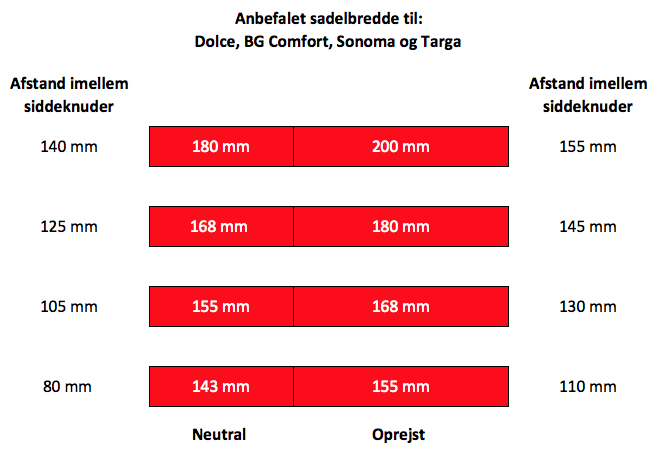 Anbefalet sadelbredde til:
Dolce, BG Comfort, Sonoma og Targa
Afstand imellem
siddeknuder
Afstand imellem
siddeknuder
140 mm 180 mm 200 mm 155 mm
125 mm 168 mm 180 mm 145 mm
105 mm 155 mm 168 mm 130 mm
80 mm 143 mm 155 mm 110 mm
Neutral Oprejst